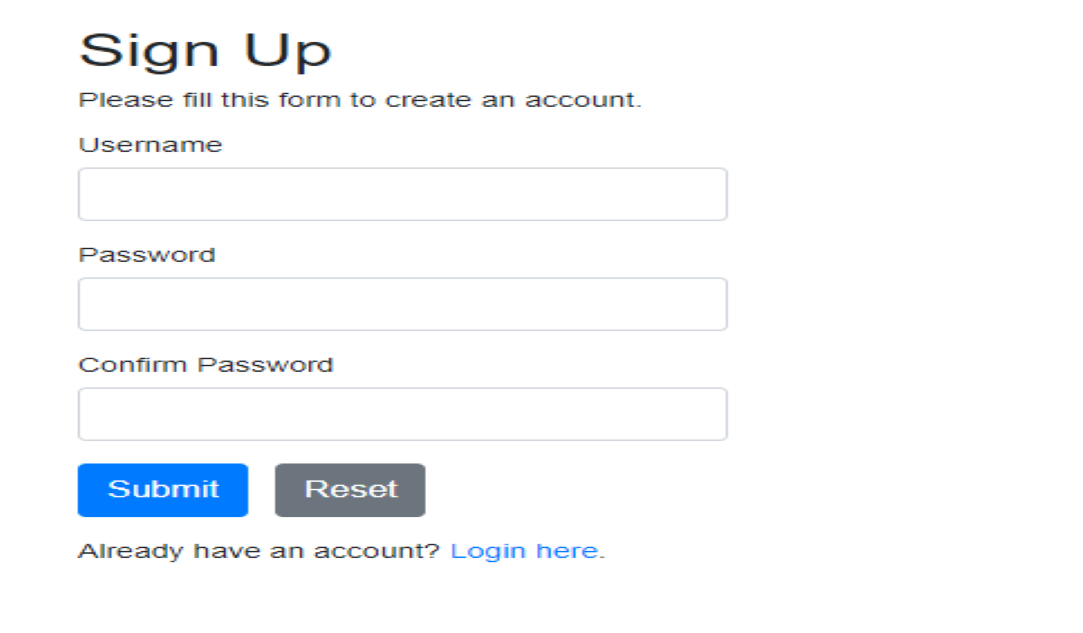 Sign Up
Please fill this form to create an account.
Username
Password
Confirm Password
Submit Reset
Already have an account? Login here.